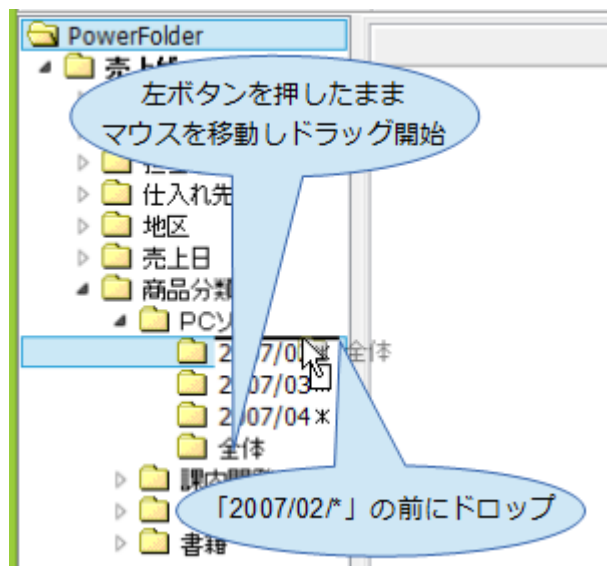 PowerFolder
左ボタンを押したまま
マウスを移動しドラッグ開始
仕入れ先
地区
売上日
商品分類
全体
2007/03
2007/04
全体
「2007/02/*」の前にドロップ
書籍